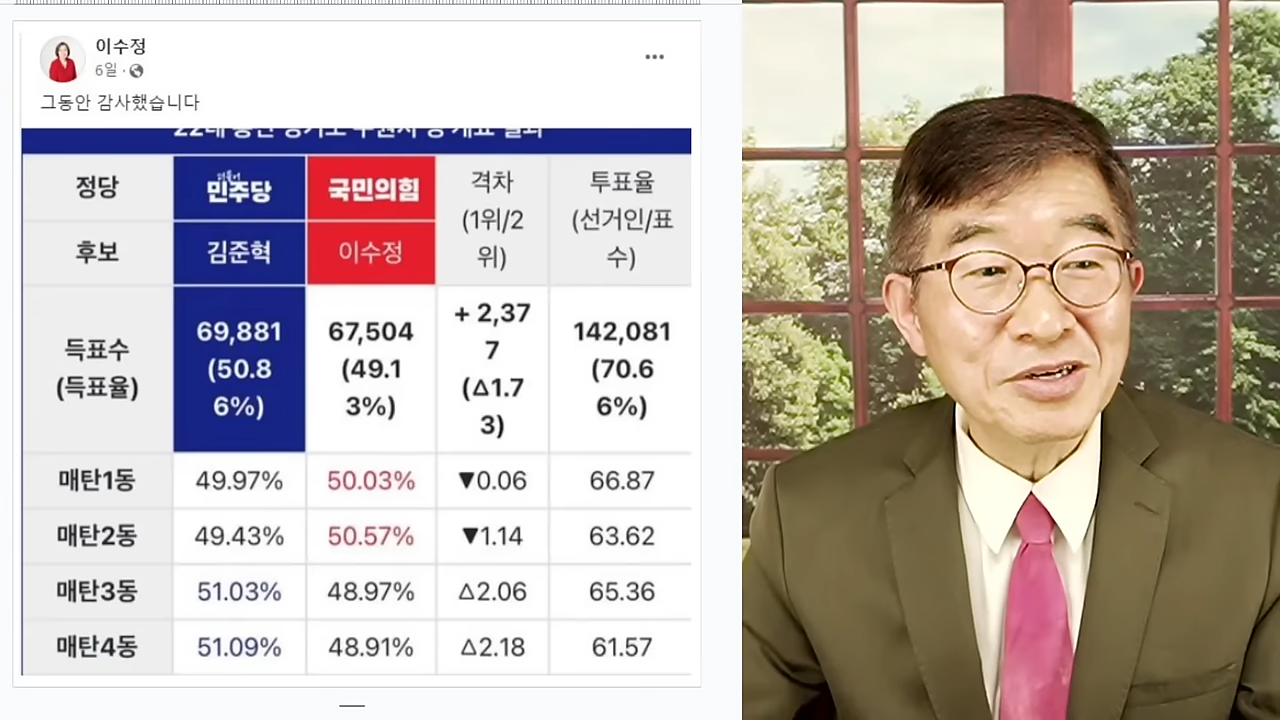 이수정
6일
그동안 감사했습니다
정당
더불어
민주당
국민의힘
격차
(1위/2
위)
투표율
(선거인/표
수)
후보
김준혁
이수정
득표수
(득표율)
69,881
(50.8
6%)
67,504
(49.1
3%)
+ 2,37
7
(△1.7
3)
142,081
(70.6
6%)
매탄1동
49.97%
50.03%
▼0.06
66.87
매탄2동
49.43%
50.57%
▼1.14
63.62
매탄3동
51.03%
48.97%
△2.06
65.36
매탄4동
51.09%
48.91%
△2.18
61.57